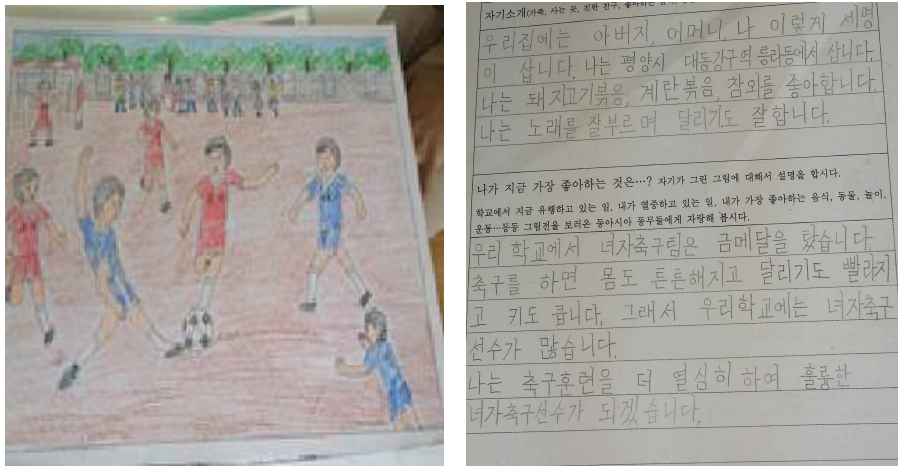 자기소개(가족, 사는 곳, 친한 친구, 좋아하는
우리집에는 아버지, 어머니, 나 이렇게 세명
이 삽니다. 나는 평양시 대동강구역 릉라동에서 삽니다.
나는 돼지고기볶음, 계란볶음, 참외를 좋아합니다.
나는 노래를 잘부르며 달리기도 잘합니다.
나가 지금 가장 좋아하는 것은…? 자기가 그린 그림에 대해서 설명을 합시다.
학교에서 지금 유행하고 있는 일, 내가 열중하고 있는 일, 내가 가장 좋아하는 음식, 동물, 놀이,
운동…등등 그림전을 보러온 동아시아 동무들에게 자랑해 봅시다.
우리 학교에서 녀자축구팀은 금메달을 탔습니다.
축구를 하면 몸도 튼튼해지고 달리기도 빨라지
고 키도 큽니다. 그래서 우리학교에는 녀자축구
선수가 많습니다.
나는 축구훈련을 더 열심히 하여 훌륭한
녀자축구선수가 되겠습니다.